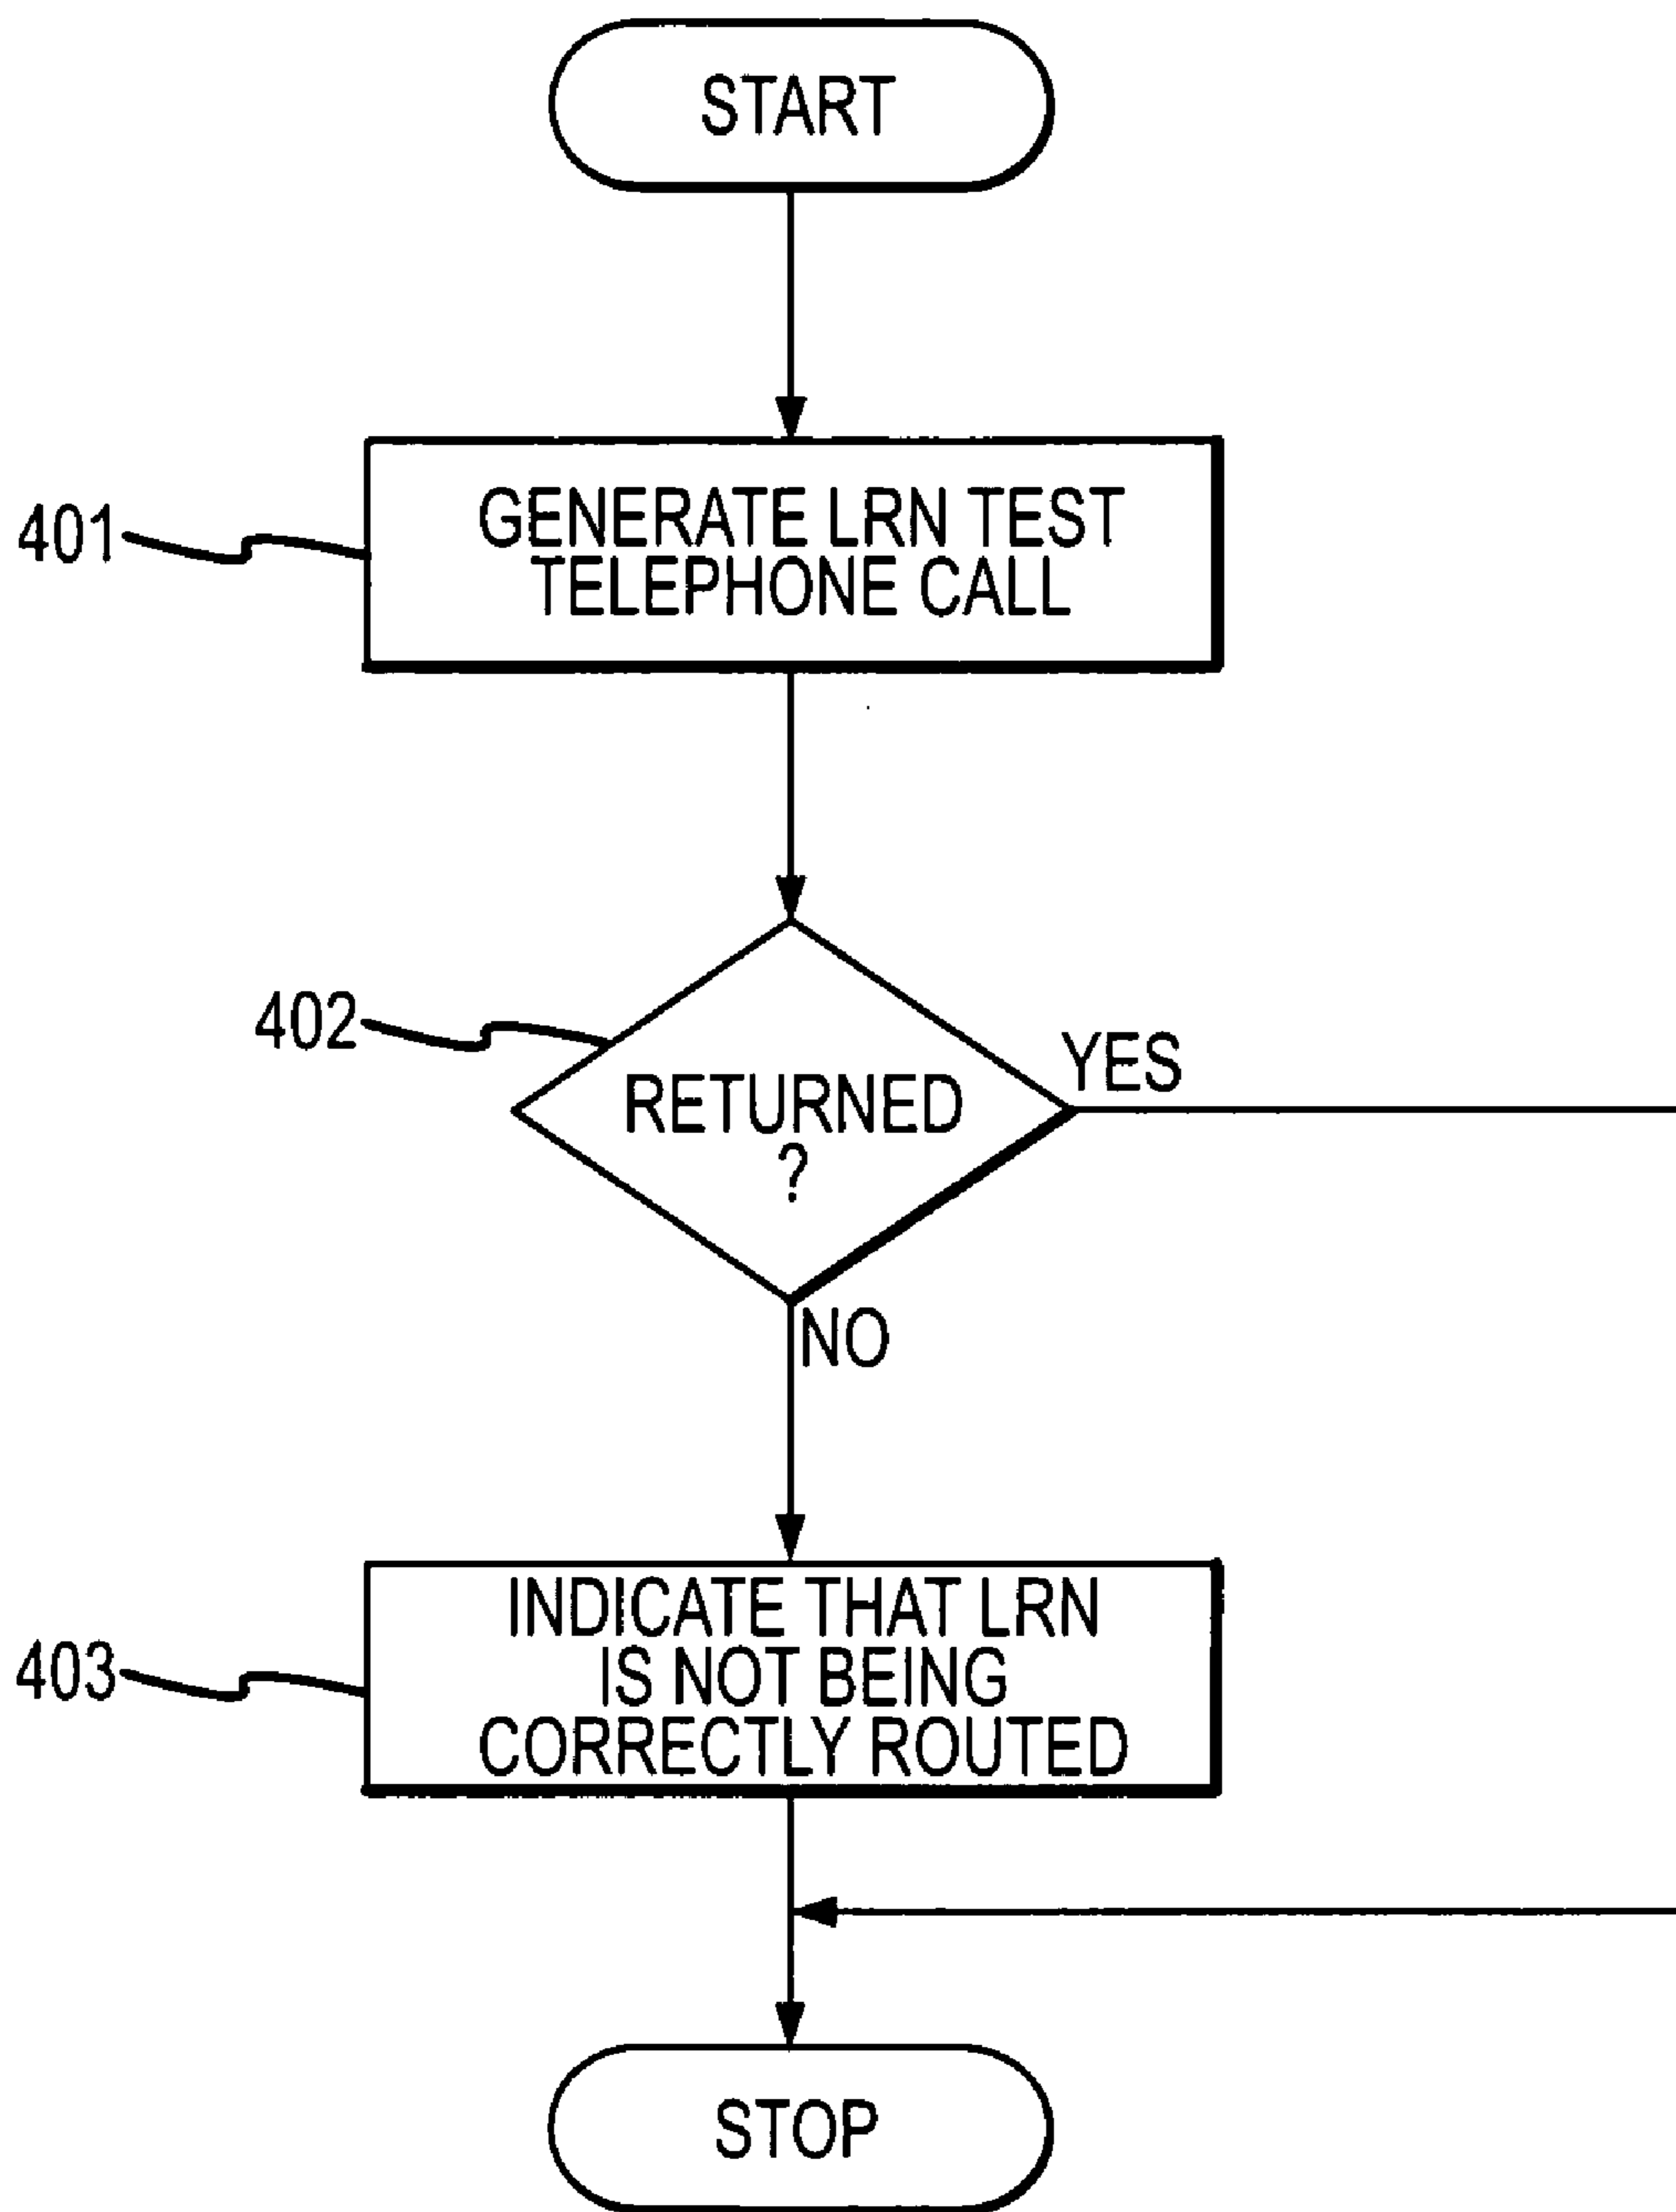 START
401
GENERATE LRN TEST
TELEPHONE CALL
402
RETURNED
?
YES
NO
403
INDICATE THAT LRN
IS NOT BEING
CORRECTLY ROUTED
STOP